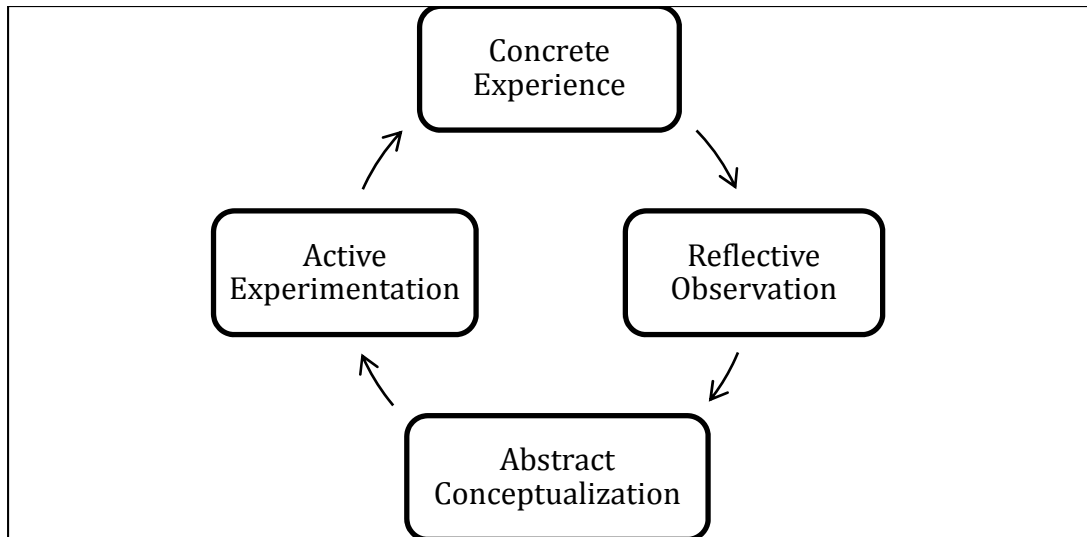 Concrete
Experience
Reflective
Observation
Abstract
Conceptualization
Active
Experimentation